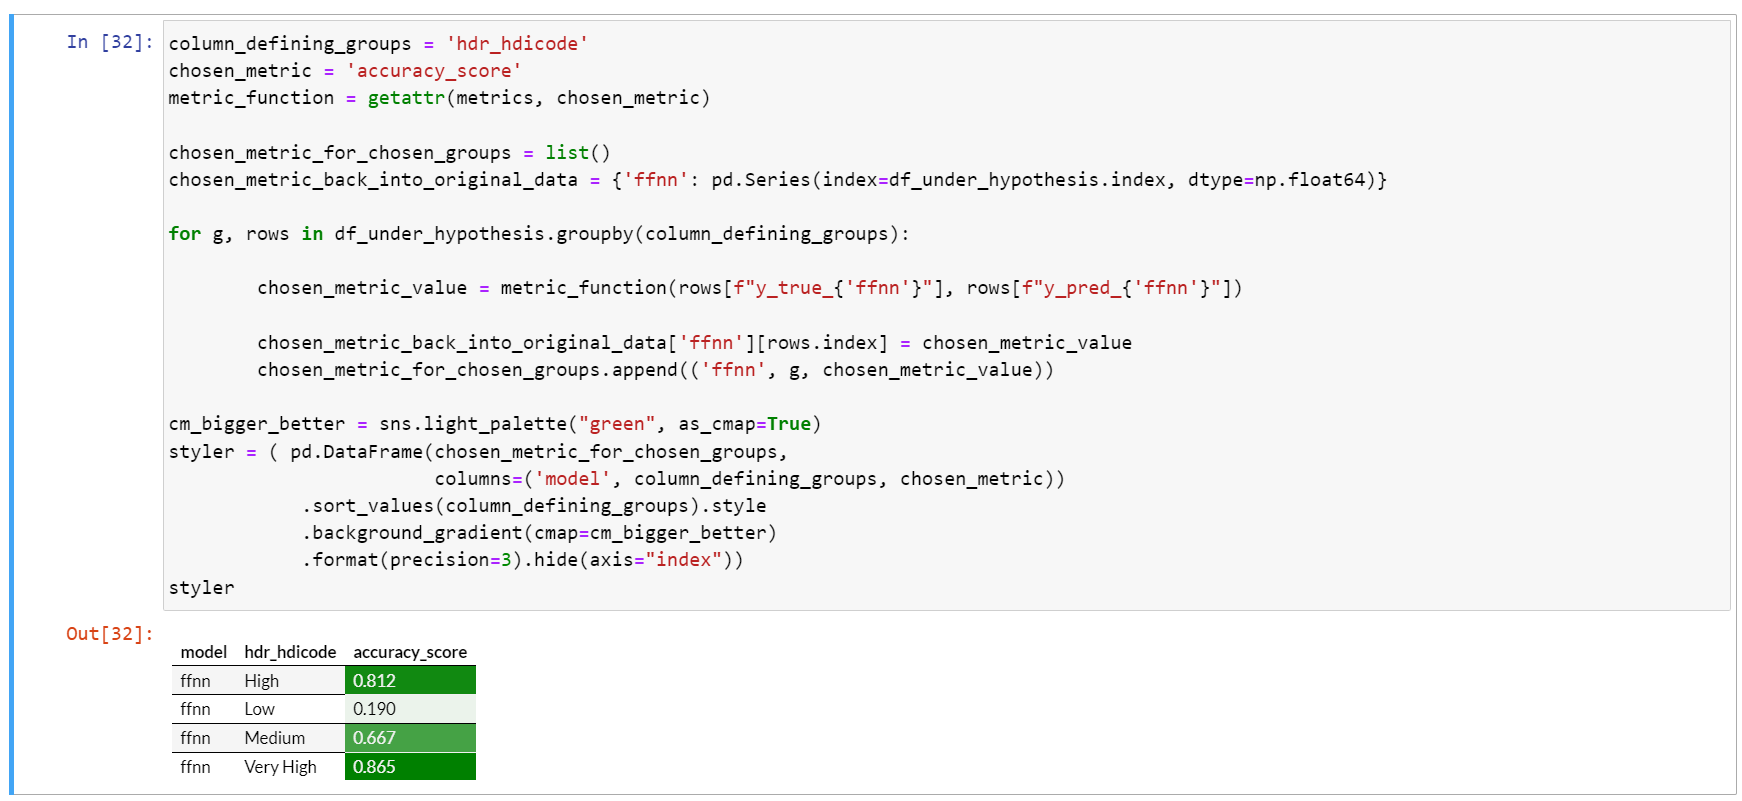 In [32]:
column_defining_groups = 'hdr_hdicode'
chosen_metric = 'accuracy_score'
metric_function = getattr(metrics, chosen_metric)

chosen_metric_for_chosen_groups = list()
chosen_metric_back_into_original_data = {'ffnn': pd.Series(index=df_under_hypothesis.index, dtype=np.float64)}

for g, rows in df_under_hypothesis.groupby(column_defining_groups):

        chosen_metric_value = metric_function(rows[f"y_true_{'ffnn'}"], rows[f"y_pred_{'ffnn'}"])

        chosen_metric_back_into_original_data['ffnn'][rows.index] = chosen_metric_value
        chosen_metric_for_chosen_groups.append(('ffnn', g, chosen_metric_value))

cm_bigger_better = sns.light_palette("green", as_cmap=True)
styler = ( pd.DataFrame(chosen_metric_for_chosen_groups,
                        columns=('model', column_defining_groups, chosen_metric))
            .sort_values(column_defining_groups).style
            .background_gradient(cmap=cm_bigger_better)
            .format(precision=3).hide(axis="index"))
styler
Out[32]:
model hdr_hdicode accuracy_score
ffnn High 0.812
ffnn Low 0.190
ffnn Medium 0.667
ffnn Very High 0.865